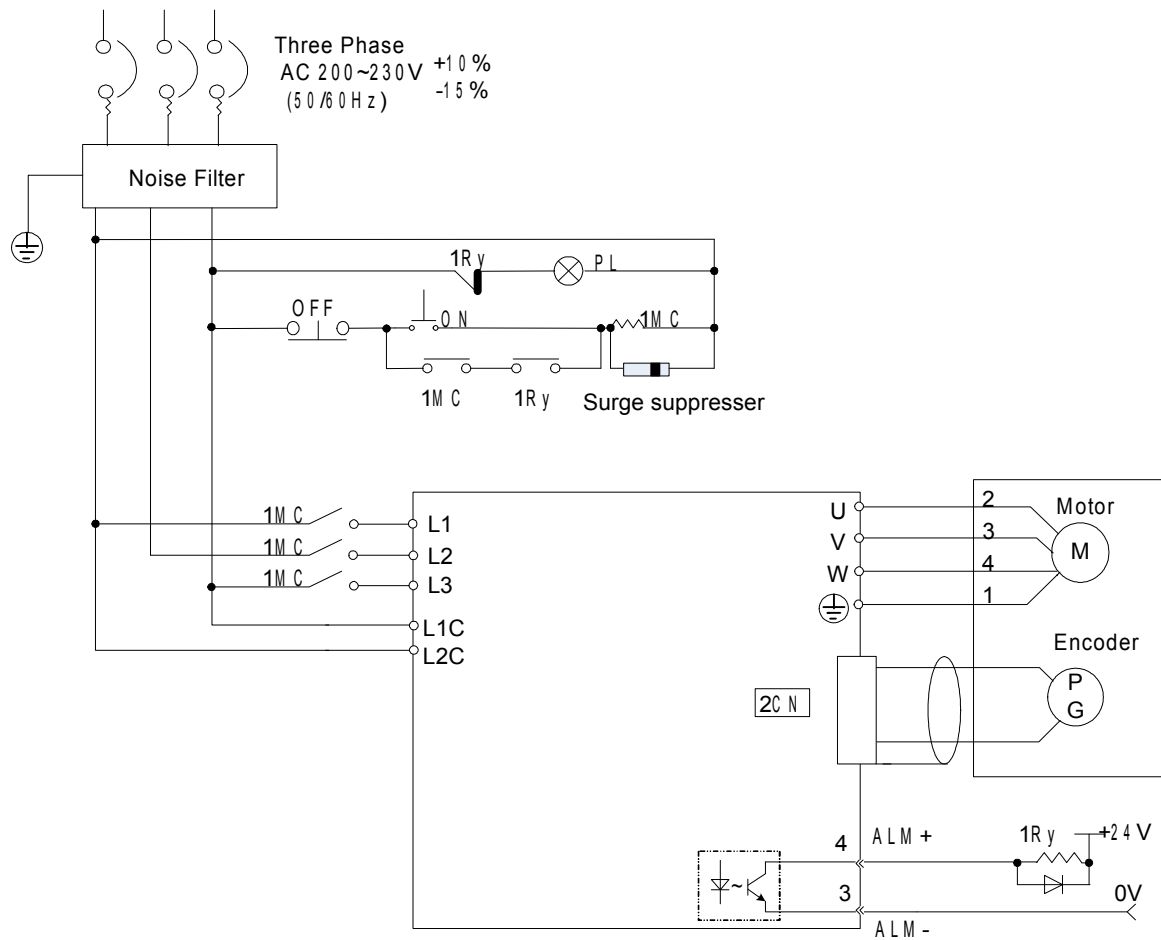 Three Phase
AC 200~230V +10%
-15%
(50/60Hz)
Noise Filter
1Ry
PL
OFF
ON
1MC
1MC
1Ry
Surge suppresser
1MC
L1
1MC
L2
1MC
L3
L1C
L2C
U
2
Motor
V
3
M
W
4
1
Encoder
2CN
P
G
4
ALM+
1Ry
+24V
~
3
0V
ALM-